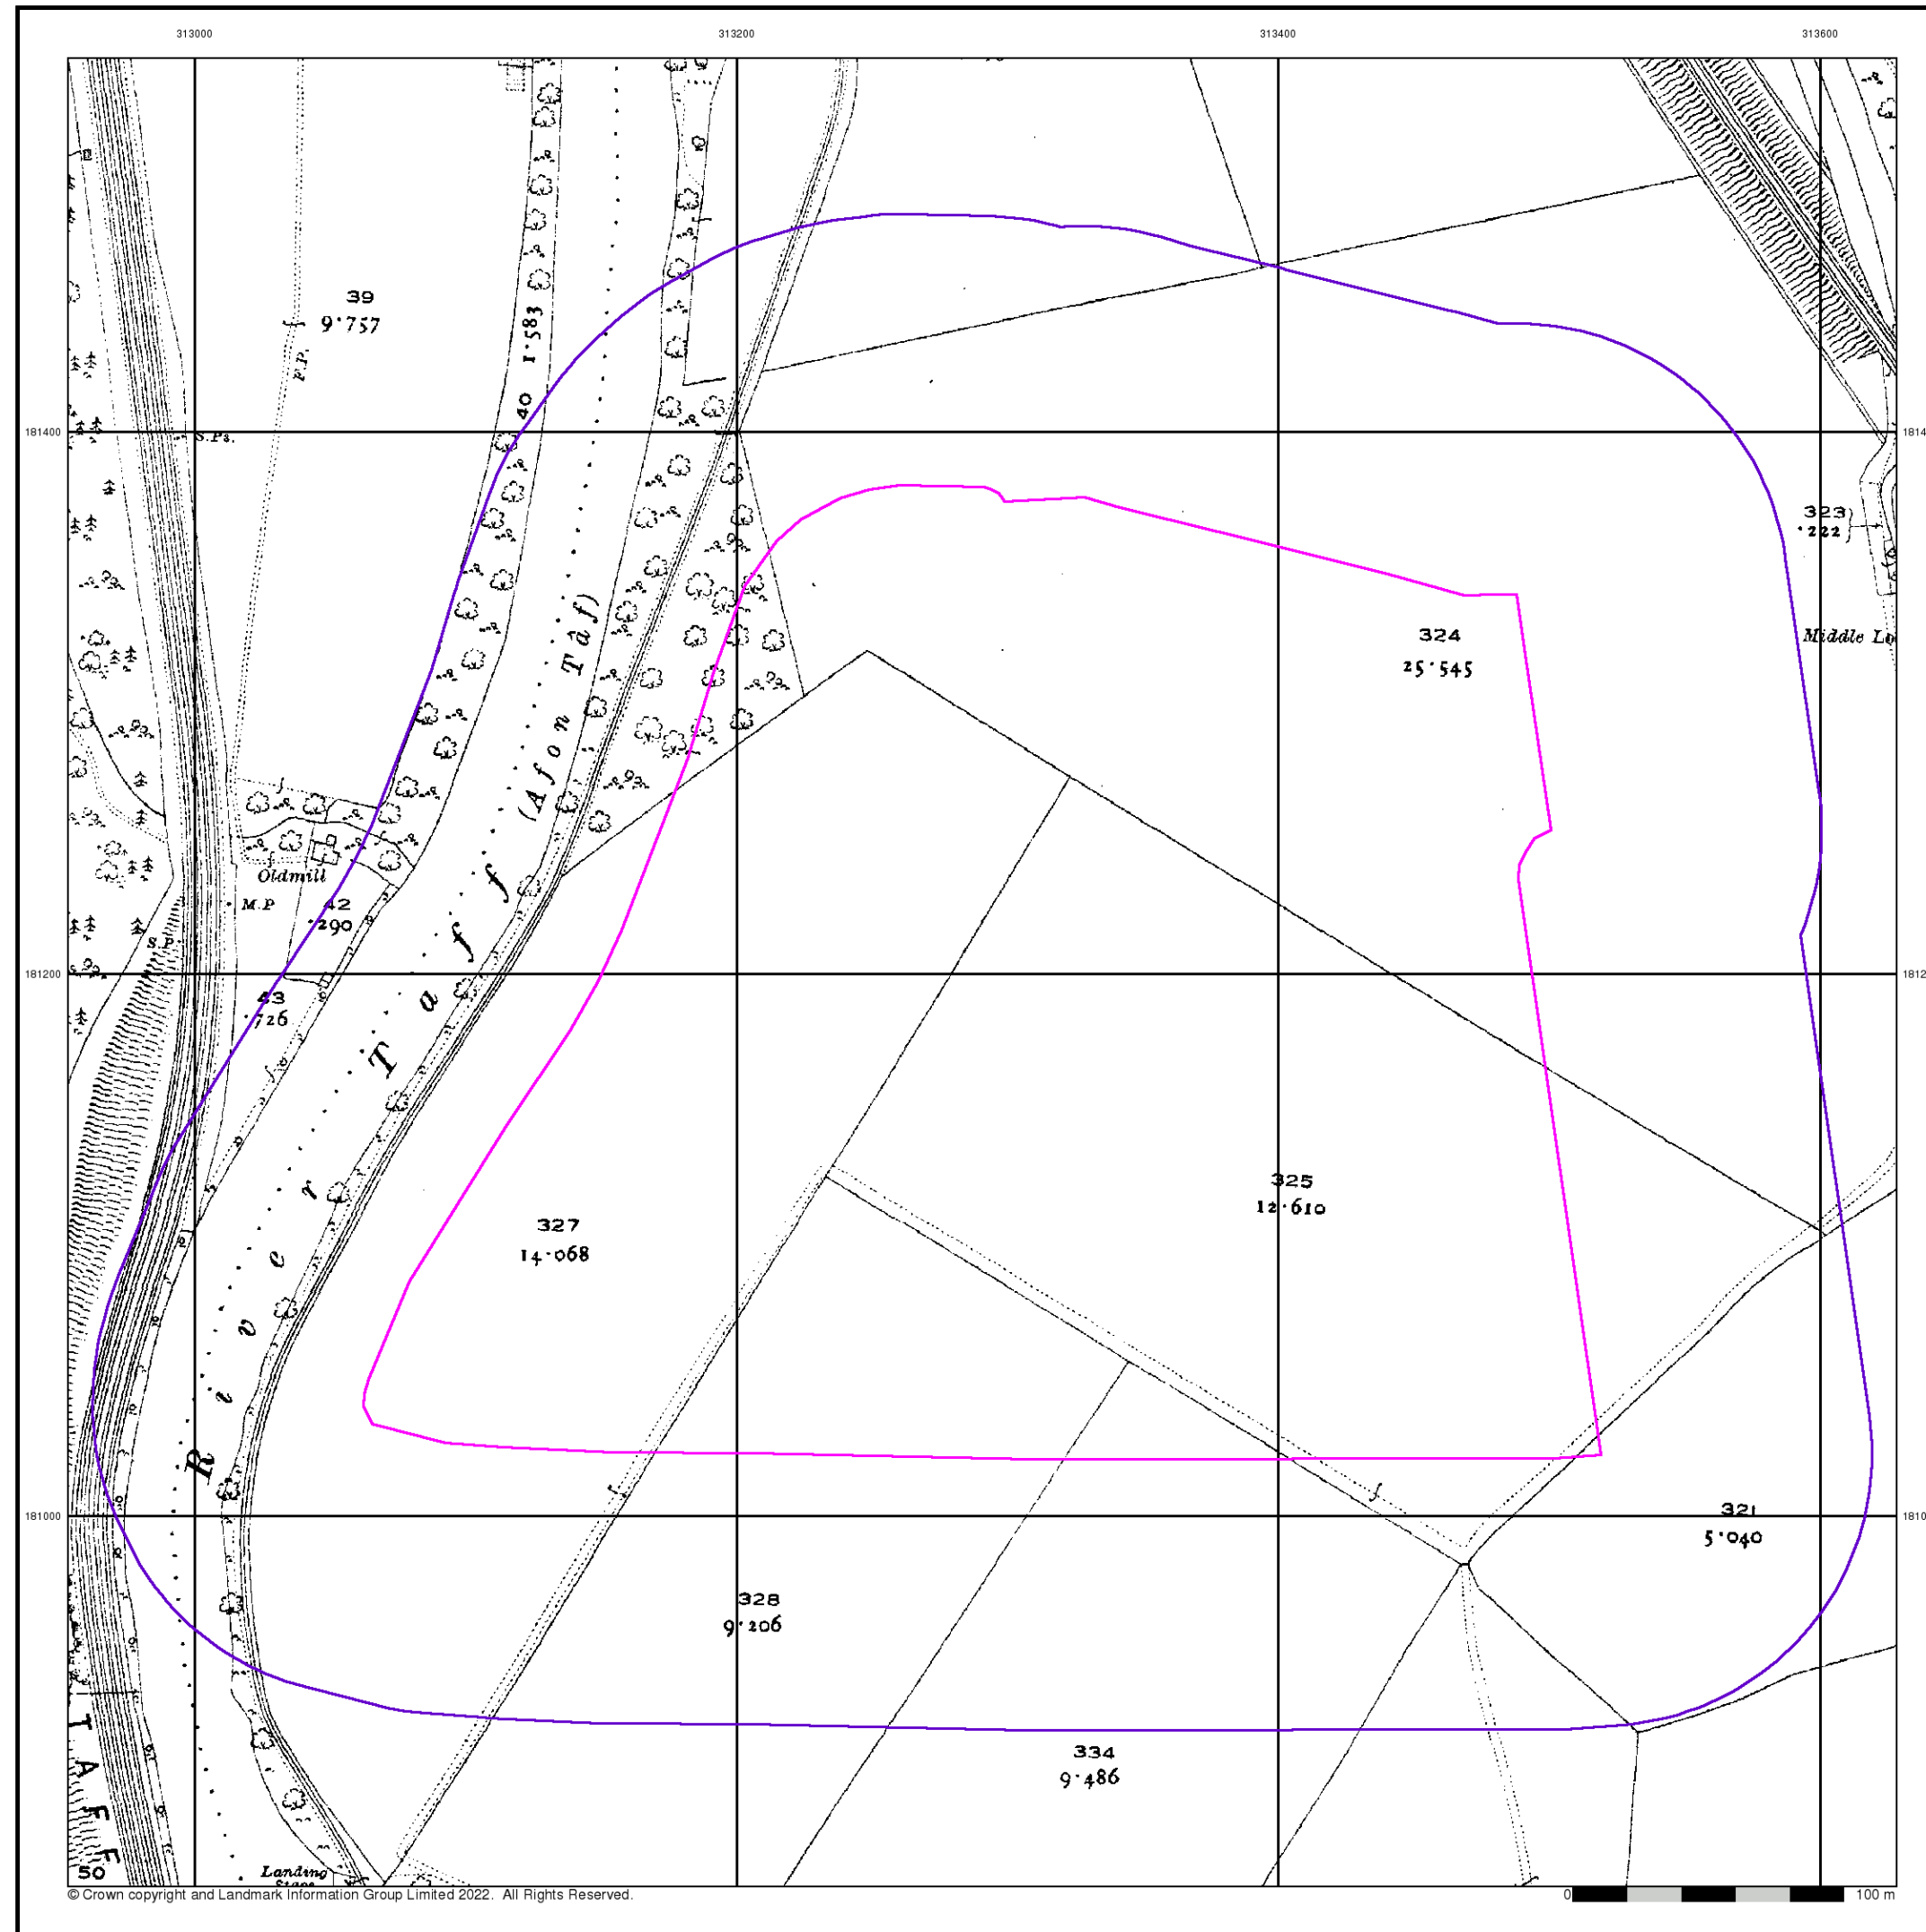 313000
313200
313400
313600
39
9·757
F.P.
40 1·583
181400
S.Ps.
323
·222
(Afon Tâf)
324
25·545
Oldmill
42
·290
M.P
S.P
181200
43
·726
River Taff
325
12·610
327
14·068
181000
321
5·040
328
9·206
334
9·486
TAFF
50
Landing
© Crown copyright and Landmark Information Group Limited 2022. All Rights Reserved.
0 100 m